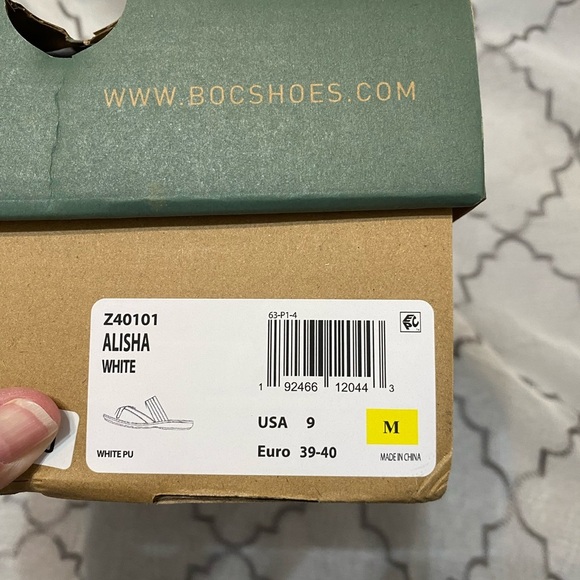 WWW.BOCSHOES.COM
Z40101
ALISHA
WHITE
63-P1-4
1 92466 12044 3
USA 9
M
Euro 39-40
WHITE PU
MADE IN CHINA